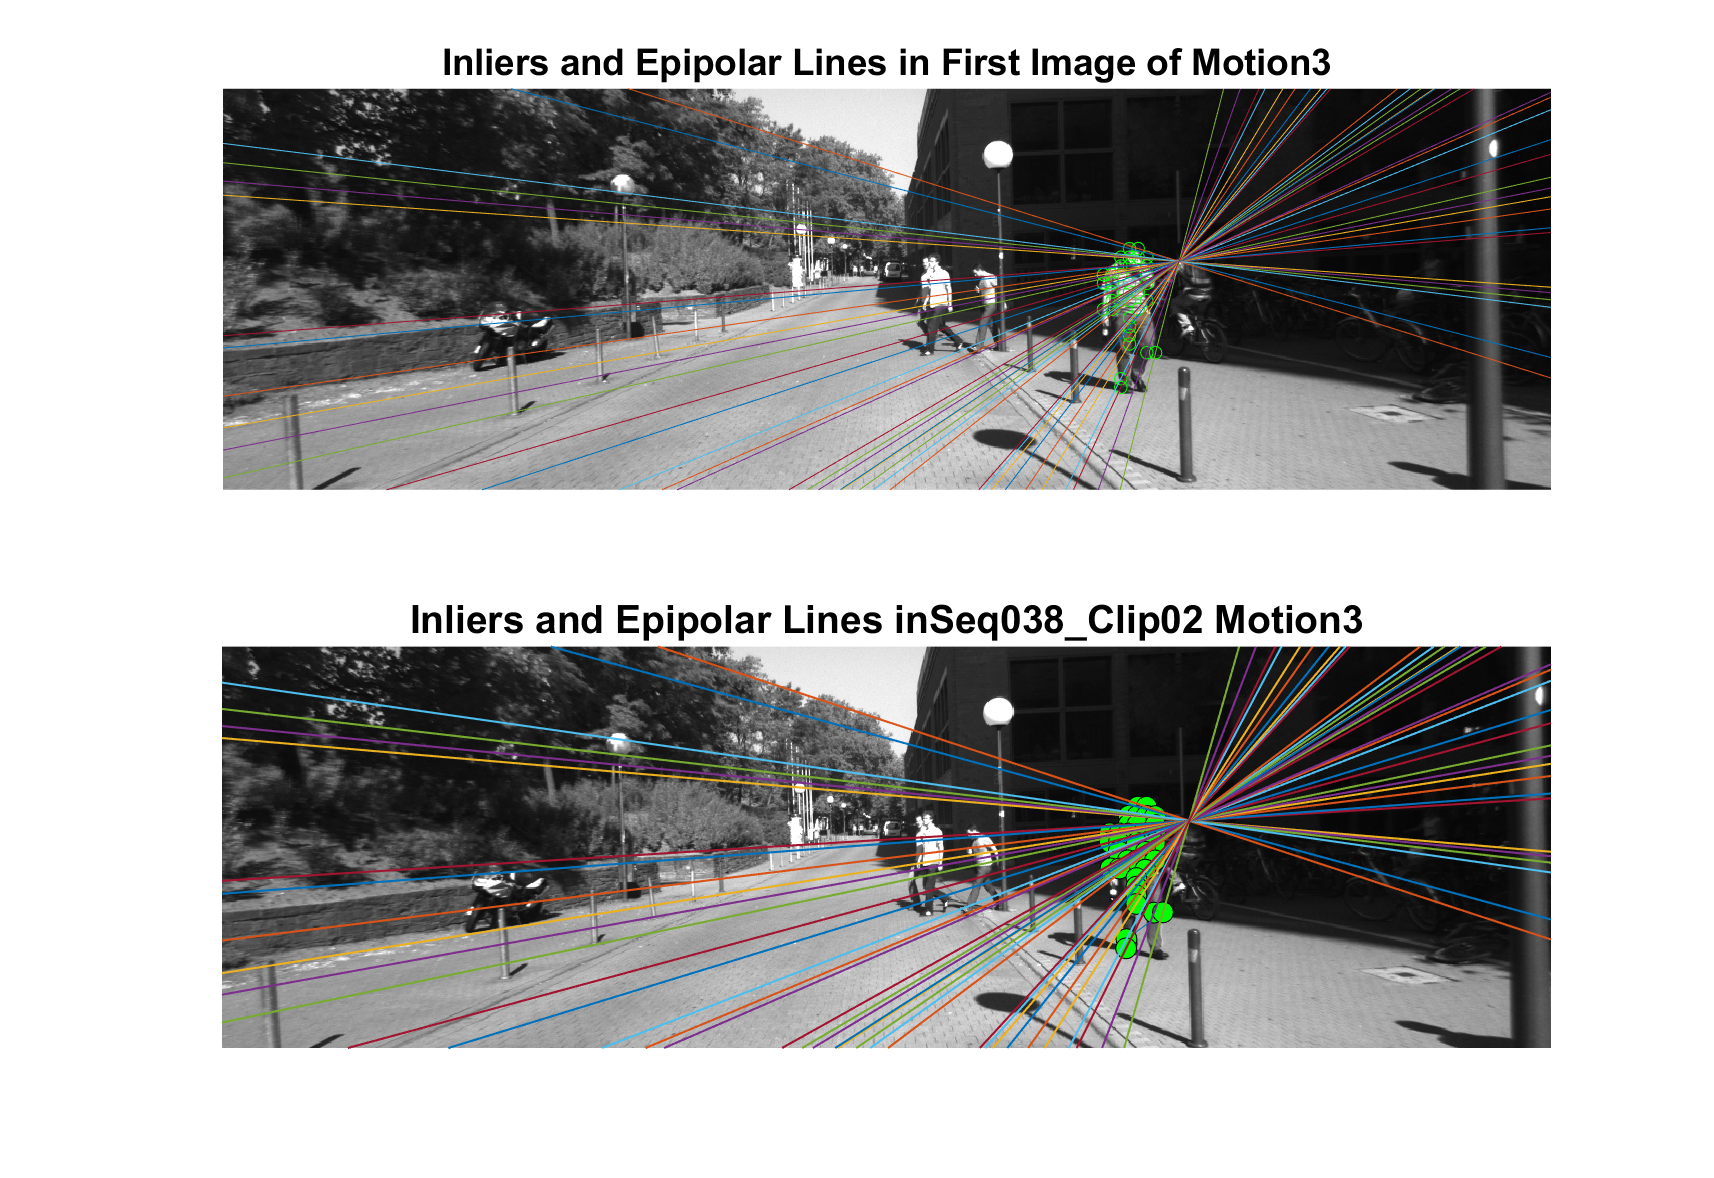 Inliers and Epipolar Lines in First Image of Motion3
Inliers and Epipolar Lines inSeq038_Clip02 Motion3